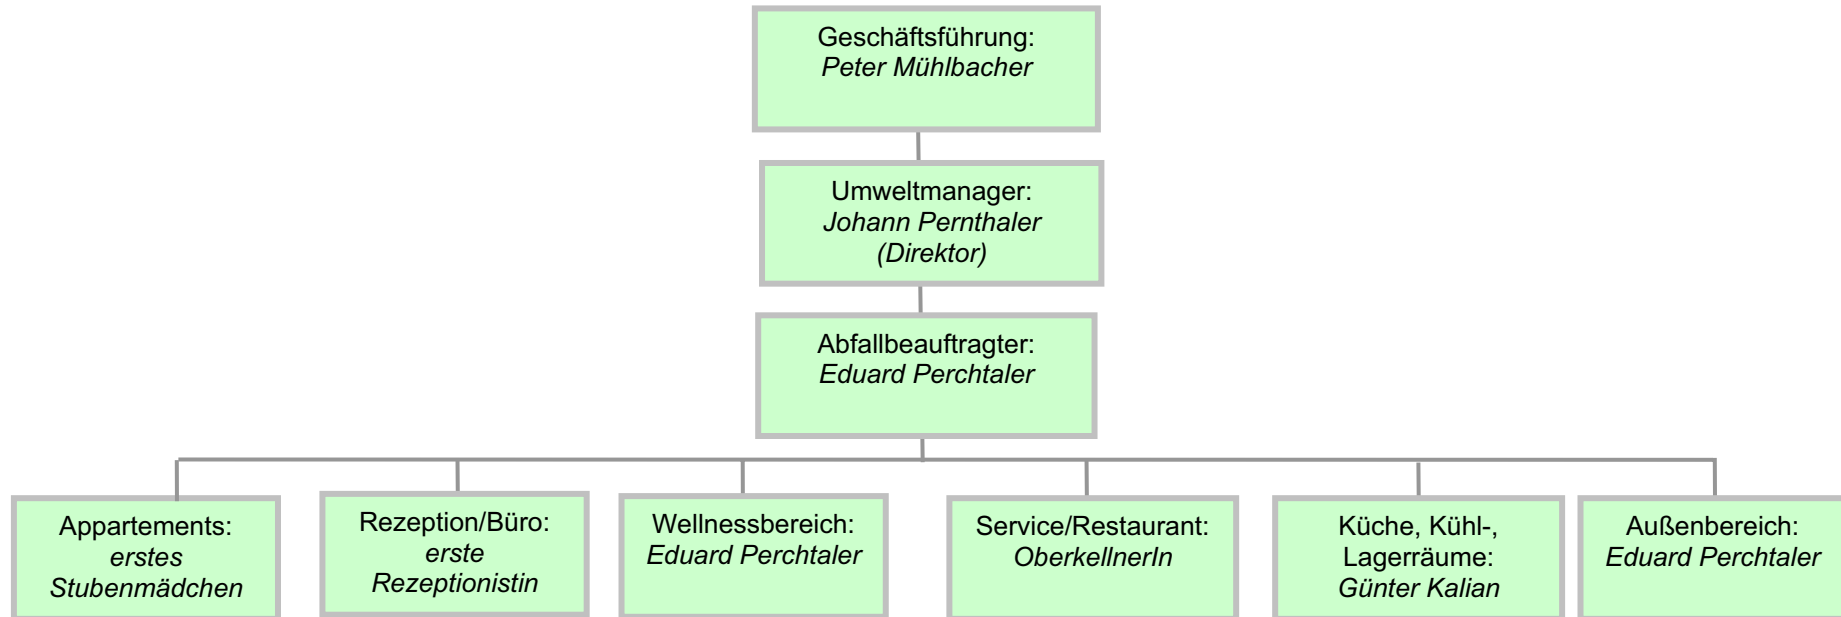 Geschäftsführung:
Peter Mühlbacher
Umweltmanager:
Johann Pernthaler
(Direktor)
Abfallbeauftragter:
Eduard Perchtaler
Appartements:
erstes
Stubenmädchen
Rezeption/Büro:
erste
Rezeptionistin
Wellnessbereich:
Eduard Perchtaler
Service/Restaurant:
OberkellnerIn
Küche, Kühl-,
Lagerräume:
Günter Kalian
Außenbereich:
Eduard Perchtaler